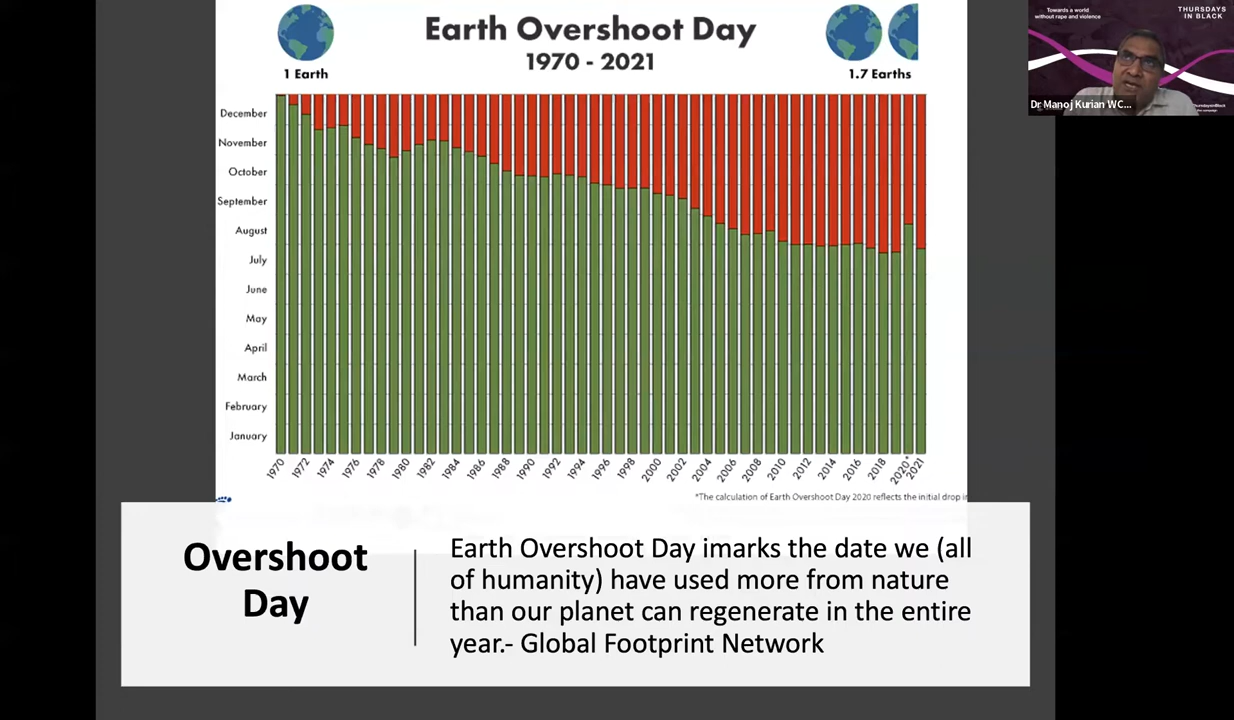 Earth Overshoot Day
1970 - 2021
1 Earth
1.7 Earths
December
November
October
September
August
July
June
May
April
March
February
January
1970
1972
1974
1976
1978
1980
1982
1984
1986
1988
1990
1992
1994
1996
1998
2000
2002
2004
2006
2008
2010
2012
2014
2016
2018
2020*
2021
*The calculation of Earth Overshoot Day 2020 reflects the initial drop in
Overshoot
Day
Earth Overshoot Day imarks the date we (all
of humanity) have used more from nature
than our planet can regenerate in the entire
year.- Global Footprint Network
Towards a world
without rape and violence
THURSDAYS
IN BLACK
Dr Manoj Kurian WC...